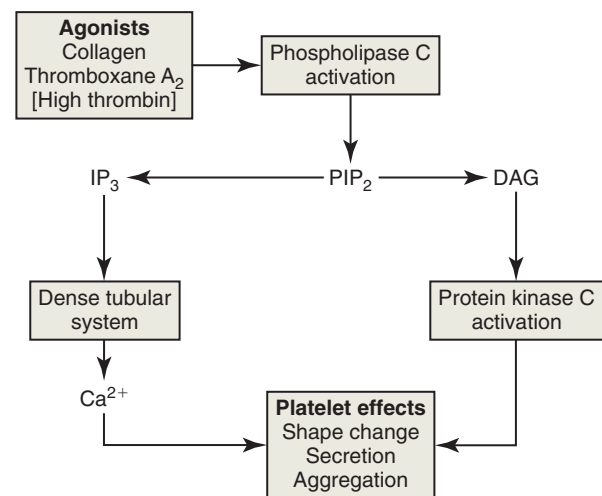 Agonists
Collagen
Thromboxane A₂
[High thrombin]
Phospholipase C
activation
IP₃
PIP₂
DAG
Dense tubular
system
Protein kinase C
activation
Ca²⁺
Platelet effects
Shape change
Secretion
Aggregation